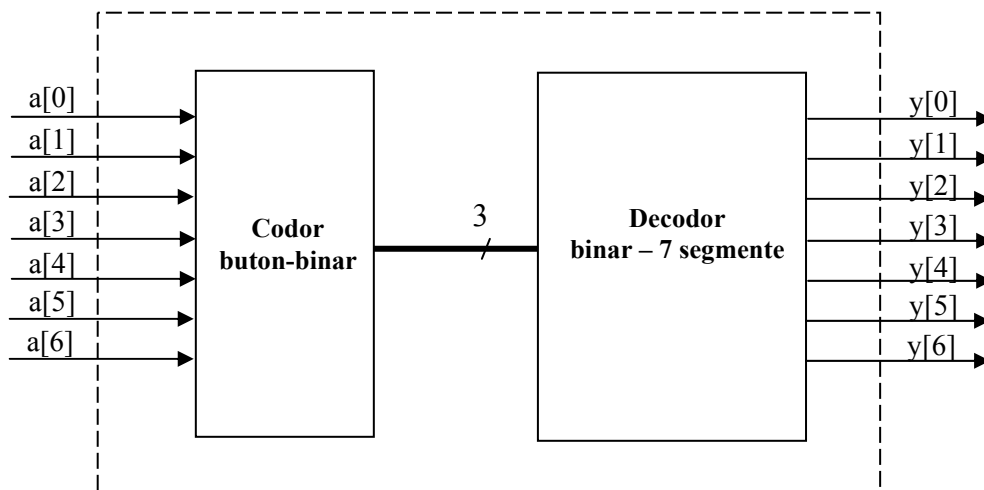 a[0]
a[1]
a[2]
a[3]
a[4]
a[5]
a[6]
Codor
buton-binar
3
Decodor
binar – 7 segmente
y[0]
y[1]
y[2]
y[3]
y[4]
y[5]
y[6]